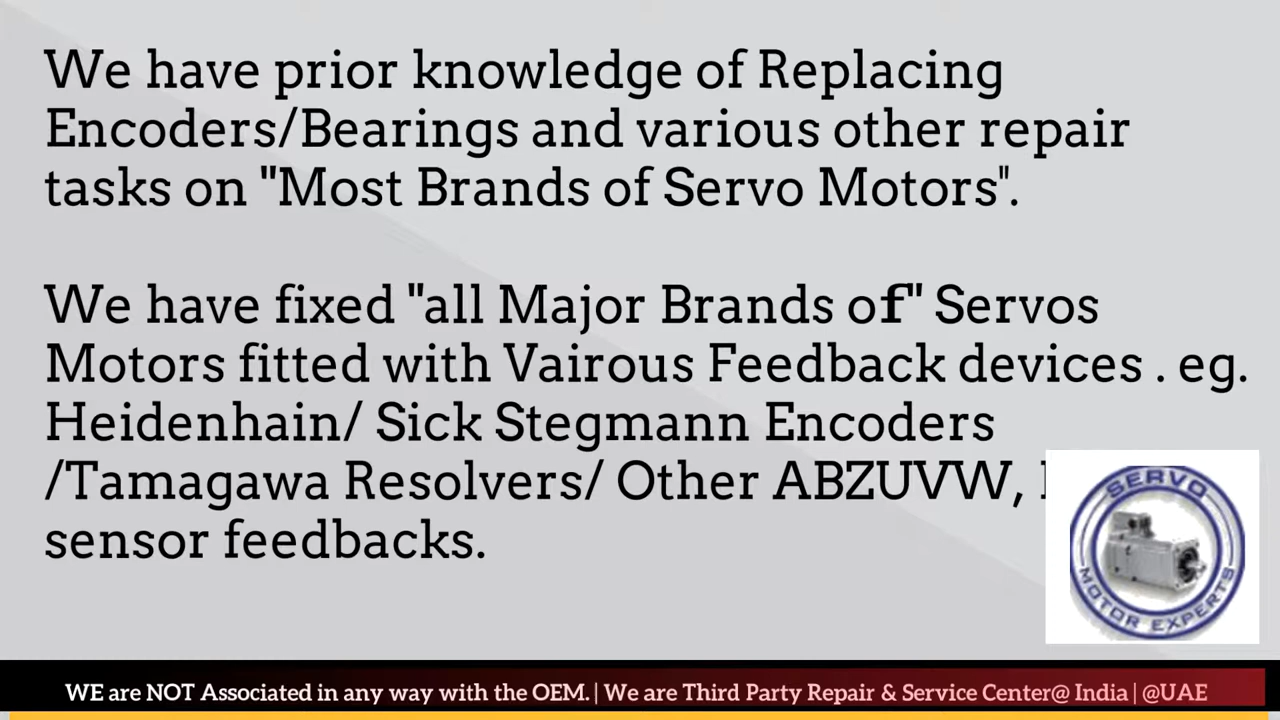 We have prior knowledge of Replacing
Encoders/Bearings and various other repair
tasks on "Most Brands of Servo Motors".
We have fixed "all Major Brands of" Servos
Motors fitted with Vairous Feedback devices . eg.
Heidenhain/ Sick Stegmann Encoders
/Tamagawa Resolvers/ Other ABZUVW,
sensor feedbacks.
SERVO
MOTOR EXPERTS
WE are NOT Associated in any way with the OEM. | We are Third Party Repair & Service Center@ India | @UAE